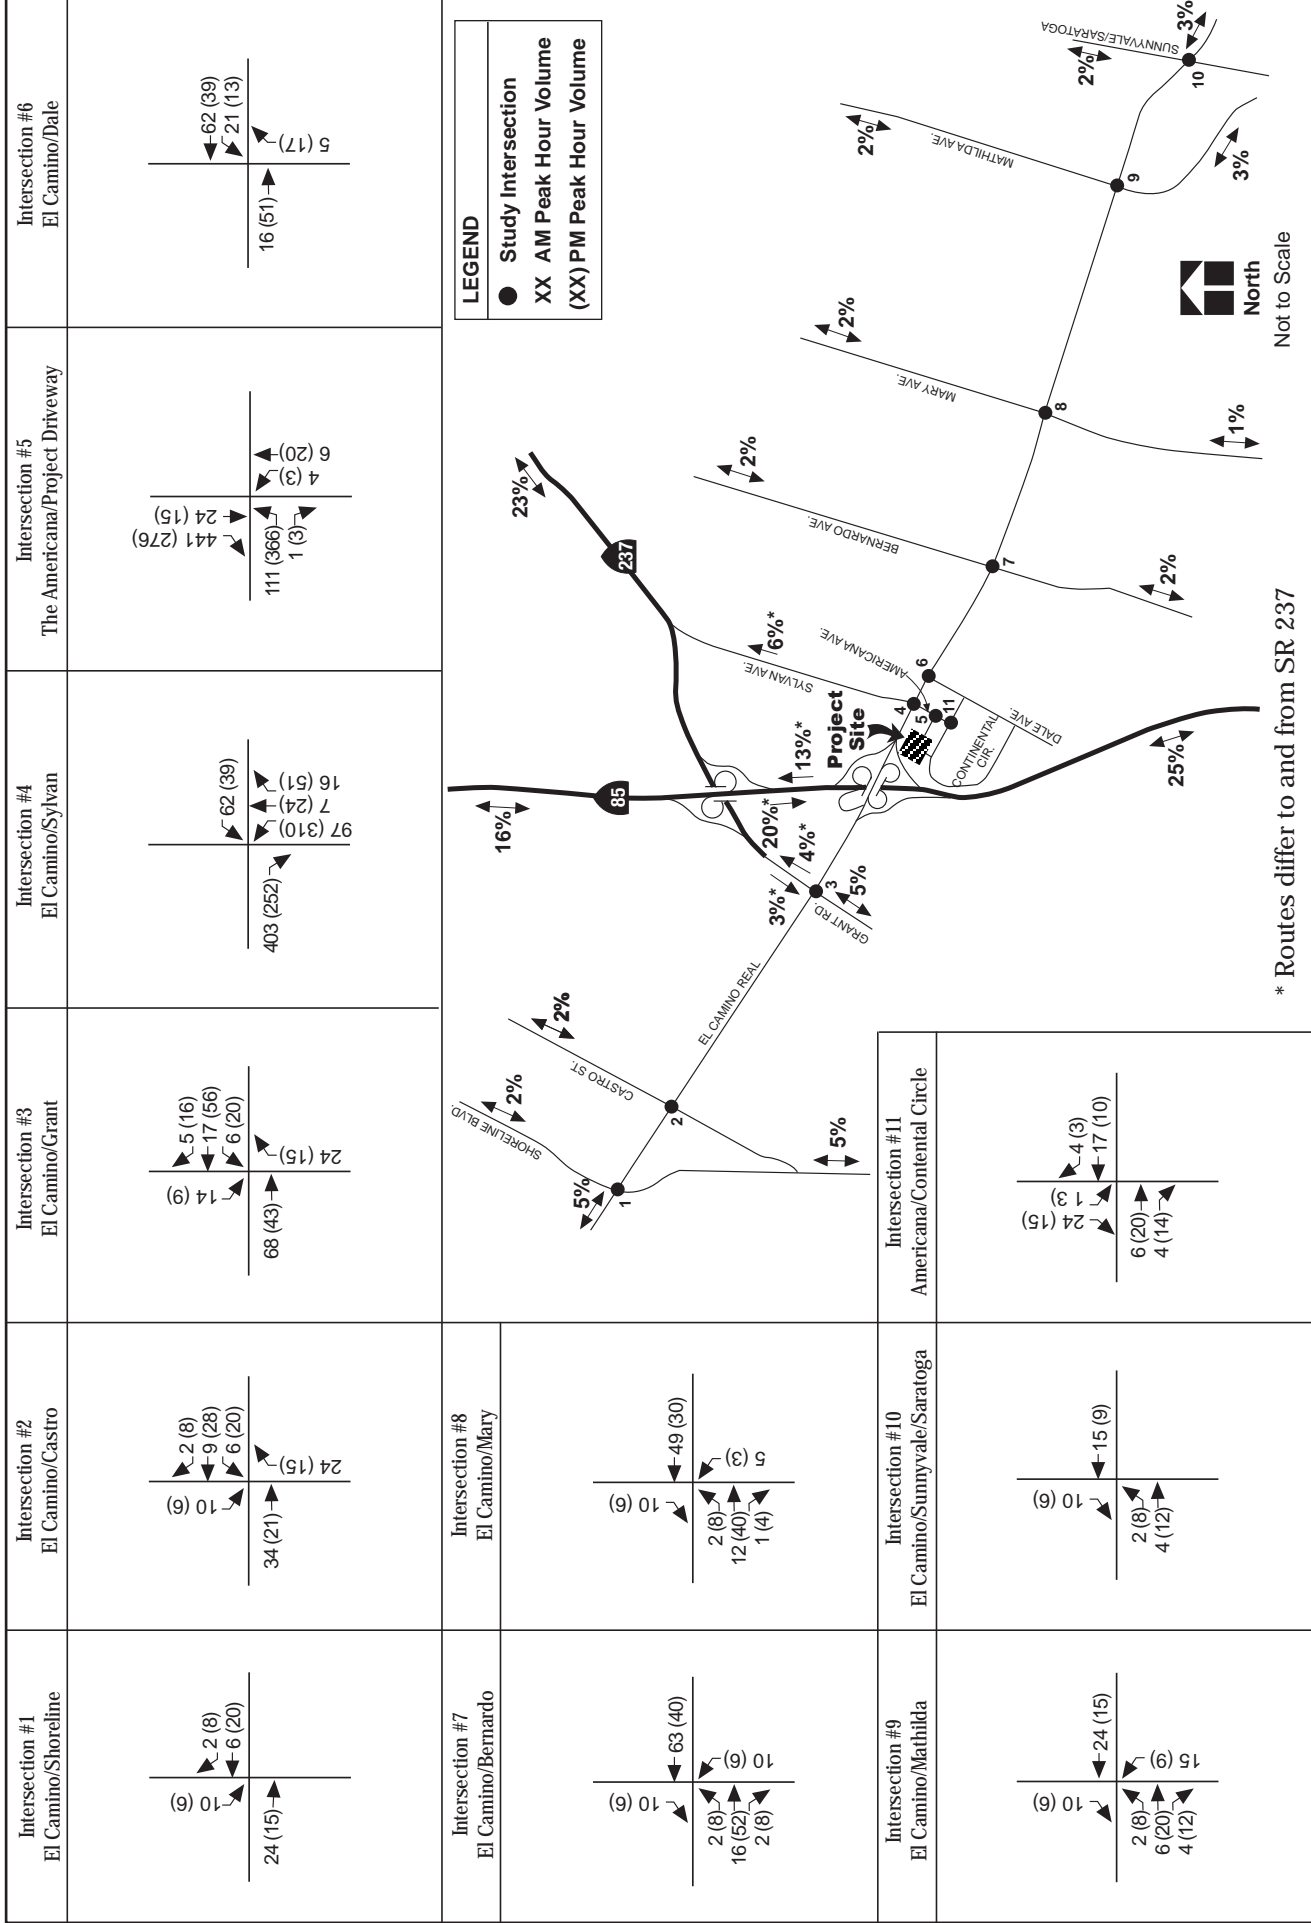 Intersection #1
El Camino/Shoreline
10 (6)
2 (8)
6 (20)
24 (15)
Intersection #2
El Camino/Castro
10 (6)
2 (8)
9 (28)
6 (20)
34 (21)
24 (15)
Intersection #3
El Camino/Grant
14 (9)
5 (16)
17 (56)
6 (20)
68 (43)
24 (15)
Intersection #4
El Camino/Sylvan
62 (39)
403 (252)
97 (310)
7 (24)
16 (51)
Intersection #5
The Americana/Project Driveway
441 (276)
24 (15)
111 (366)
1 (3)
4 (3)
6 (20)
Intersection #6
El Camino/Dale
62 (39)
21 (13)
16 (51)
5 (17)
Intersection #7
El Camino/Bernardo
10 (6)
63 (40)
2 (8)
16 (52)
2 (8)
10 (6)
Intersection #8
El Camino/Mary
10 (6)
49 (30)
2 (8)
12 (40)
1 (4)
5 (3)
Intersection #9
El Camino/Mathilda
10 (6)
24 (15)
2 (8)
6 (20)
4 (12)
15 (9)
Intersection #10
El Camino/Sunnyvale/Saratoga
10 (6)
15 (9)
2 (8)
4 (12)
Intersection #11
Americana/Contental Circle
24 (15)
1 3)
4 (3)
17 (10)
6 (20)
4 (14)
LEGEND
Study Intersection
XX AM Peak Hour Volume
(XX) PM Peak Hour Volume
SHORELINE BLVD.
2%
5%
1
CASTRO ST.
2%
2
5%
EL CAMINO REAL
16%
85
3%*
4%*
20%*
13%*
3
GRANT RD.
5%
237
23%
SYLVAN AVE.
6%*
AMERICANA AVE.
Project
Site
4
5
11
6
CONTINENTAL
CIR.
DALE AVE.
25%
BERNARDO AVE.
2%
7
2%
MARY AVE.
2%
8
1%
MATHILDA AVE.
2%
9
3%
SUNNYVALE/SARATOGA
2%
10
3%
North
Not to Scale
* Routes differ to and from SR 237